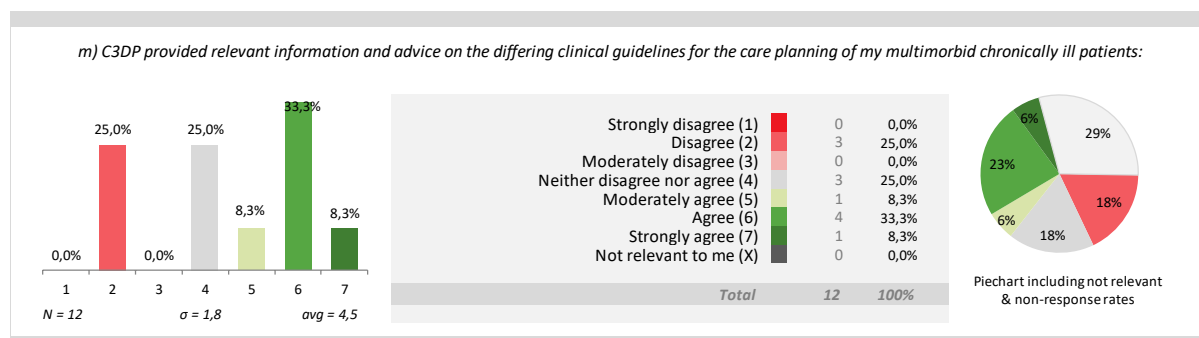 m) C3DP provided relevant information and advice on the differing clinical guidelines for the care planning of my multimorbid chronically ill patients:
0,0%
25,0%
0,0%
25,0%
8,3%
33,3%
8,3%
1 2 3 4 5 6 7
N = 12 σ = 1,8 avg = 4,5
Strongly disagree (1) 0 0,0%
Disagree (2) 3 25,0%
Moderately disagree (3) 0 0,0%
Neither disagree nor agree (4) 3 25,0%
Moderately agree (5) 1 8,3%
Agree (6) 4 33,3%
Strongly agree (7) 1 8,3%
Not relevant to me (X) 0 0,0%
Total 12 100%
29%
18%
18%
6%
23%
6%
Piechart including not relevant
& non-response rates